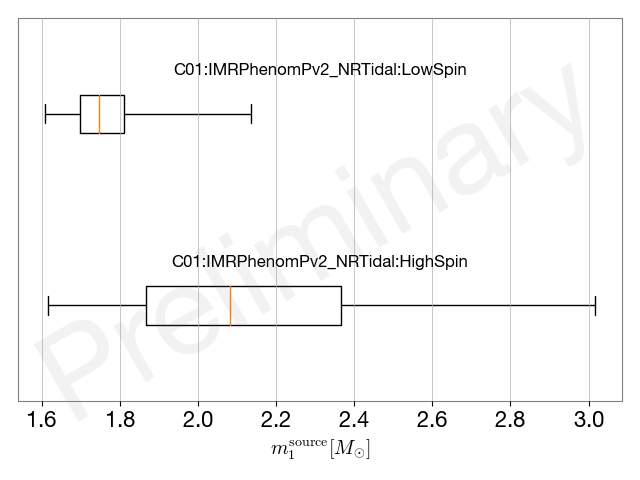 C01:IMRPhenomPv2_NRTidal:LowSpin
Preliminary
C01:IMRPhenomPv2_NRTidal:HighSpin
1.6 1.8 2.0 2.2 2.4 2.6 2.8 3.0
m₁^source [M_⊙]